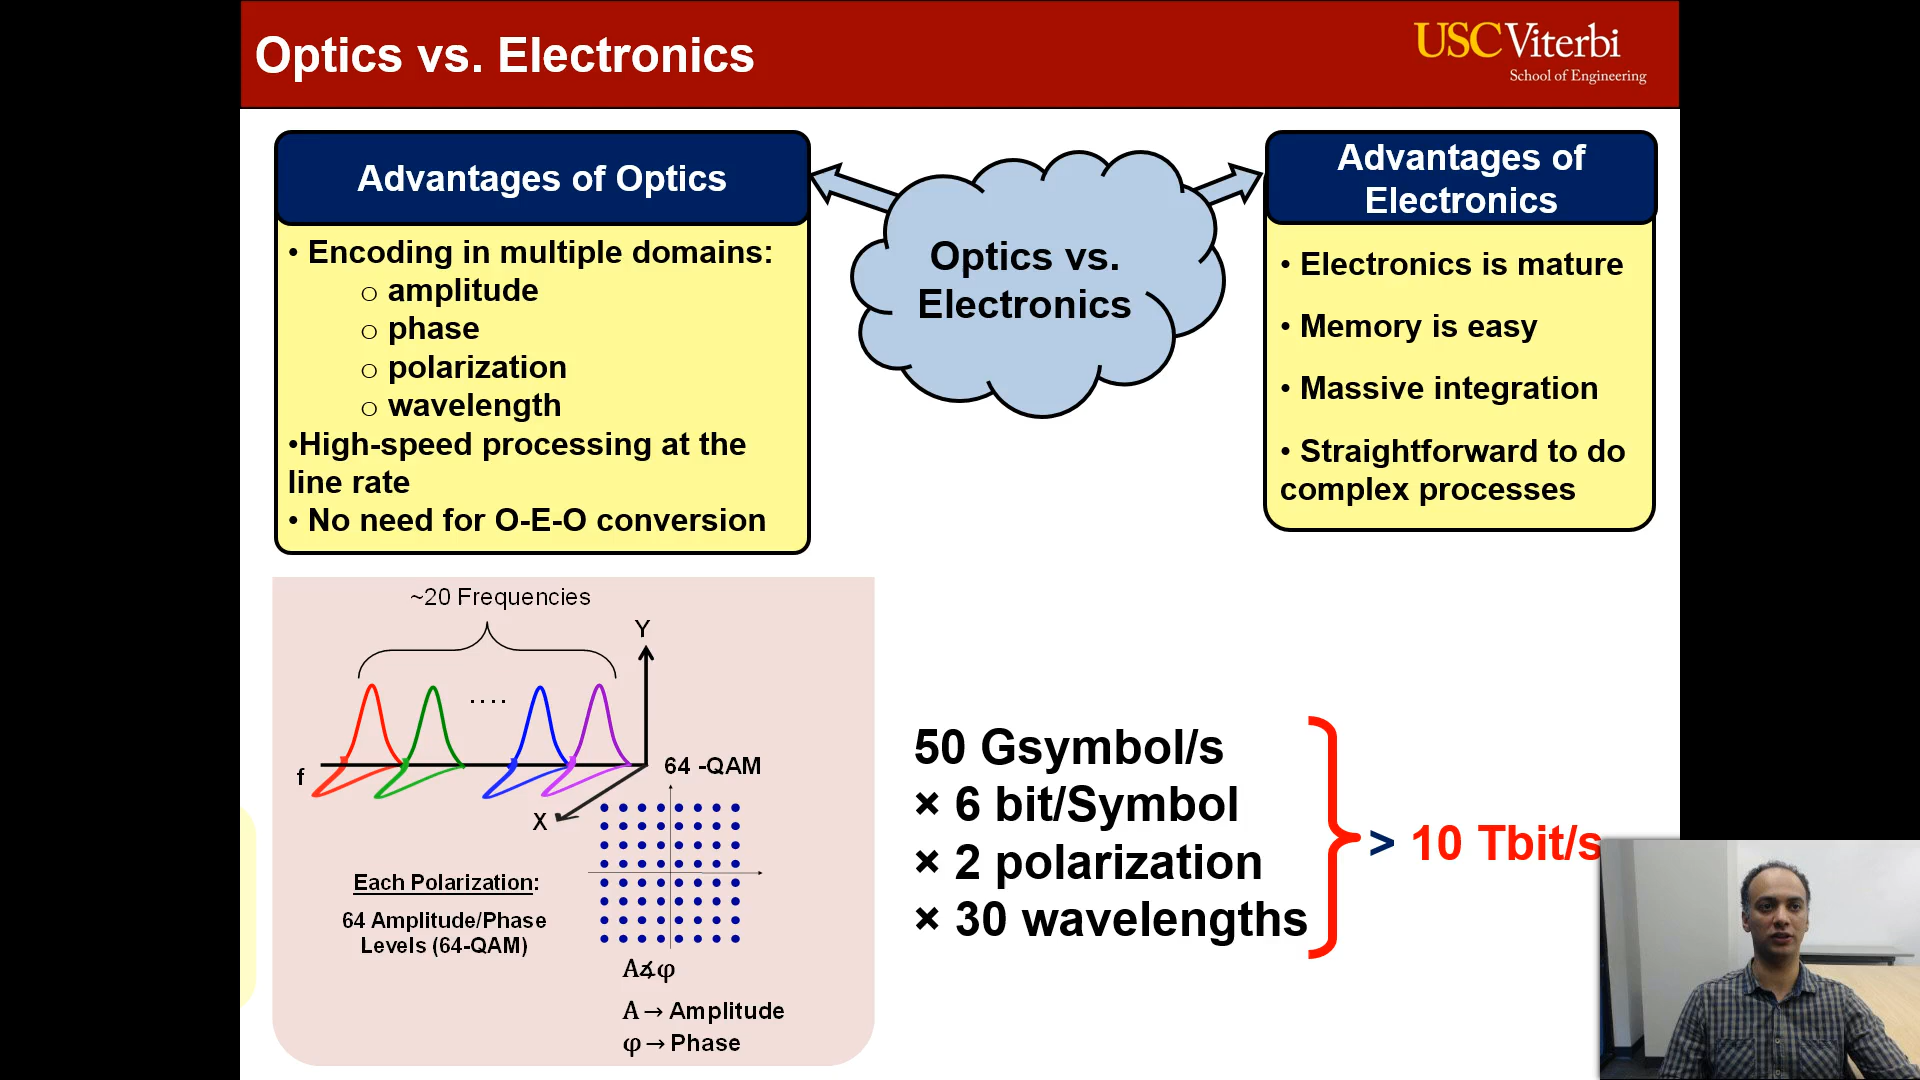 Optics vs. Electronics
USC Viterbi
School of Engineering
Advantages of Optics
• Encoding in multiple domains:
o amplitude
o phase
o polarization
o wavelength
•High-speed processing at the
line rate
• No need for O-E-O conversion
Optics vs.
Electronics
Advantages of
Electronics
• Electronics is mature
• Memory is easy
• Massive integration
• Straightforward to do
complex processes
~20 Frequencies
Y
....
f
X
64 -QAM
Each Polarization:
64 Amplitude/Phase
Levels (64-QAM)
A∡φ
A → Amplitude
φ → Phase
50 Gsymbol/s
× 6 bit/Symbol
× 2 polarization
× 30 wavelengths
> 10 Tbit/s